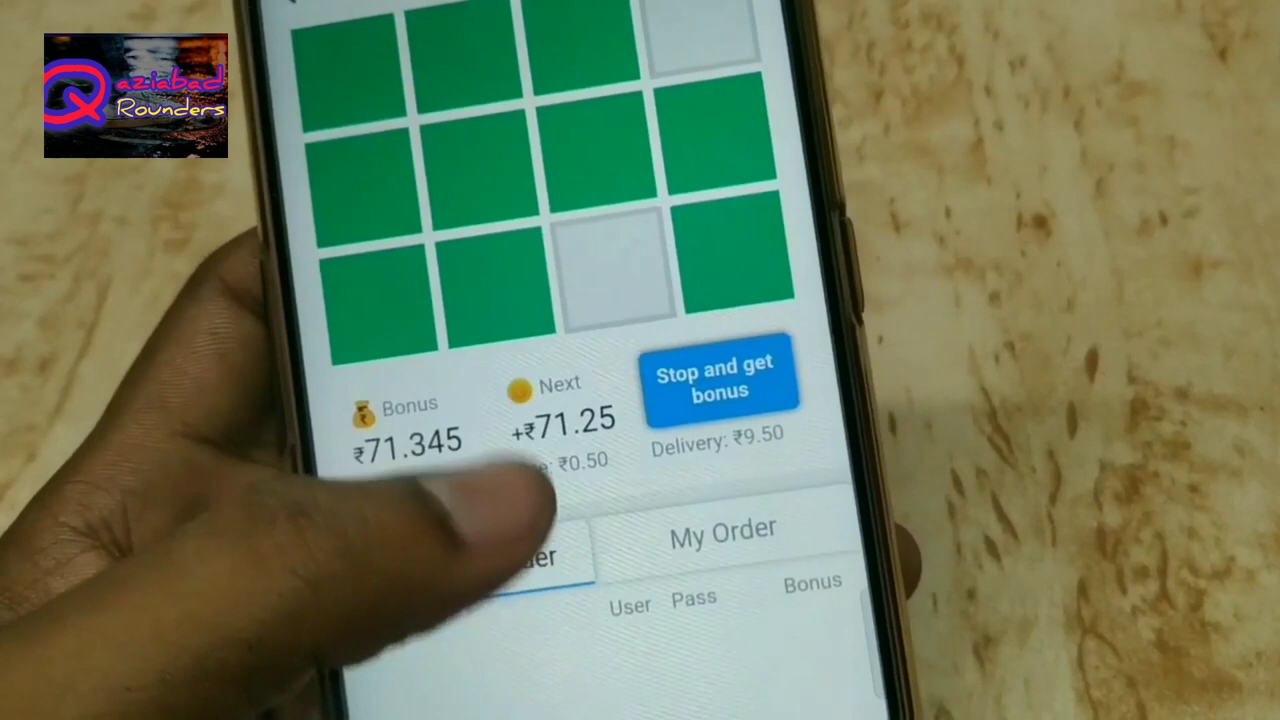 Qaziabad
Rounders
Bonus
₹71.345
Next
+₹71.25
₹0.50
Stop and get
bonus
Delivery: ₹9.50
My Order
User Pass Bonus